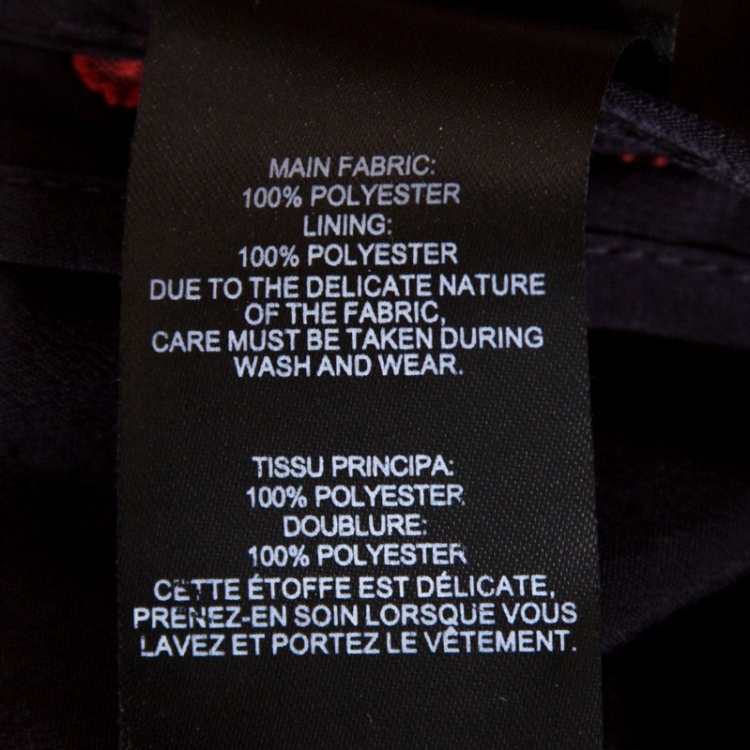 MAIN FABRIC:
100% POLYESTER
LINING:
100% POLYESTER
DUE TO THE DELICATE NATURE
OF THE FABRIC,
CARE MUST BE TAKEN DURING
WASH AND WEAR.
TISSU PRINCIPA:
100% POLYESTER
DOUBLURE:
100% POLYESTER
CETTE ÉTOFFE EST DÉLICATE,
PRENEZ-EN SOIN LORSQUE VOUS
LAVEZ ET PORTEZ LE VÊTEMENT.